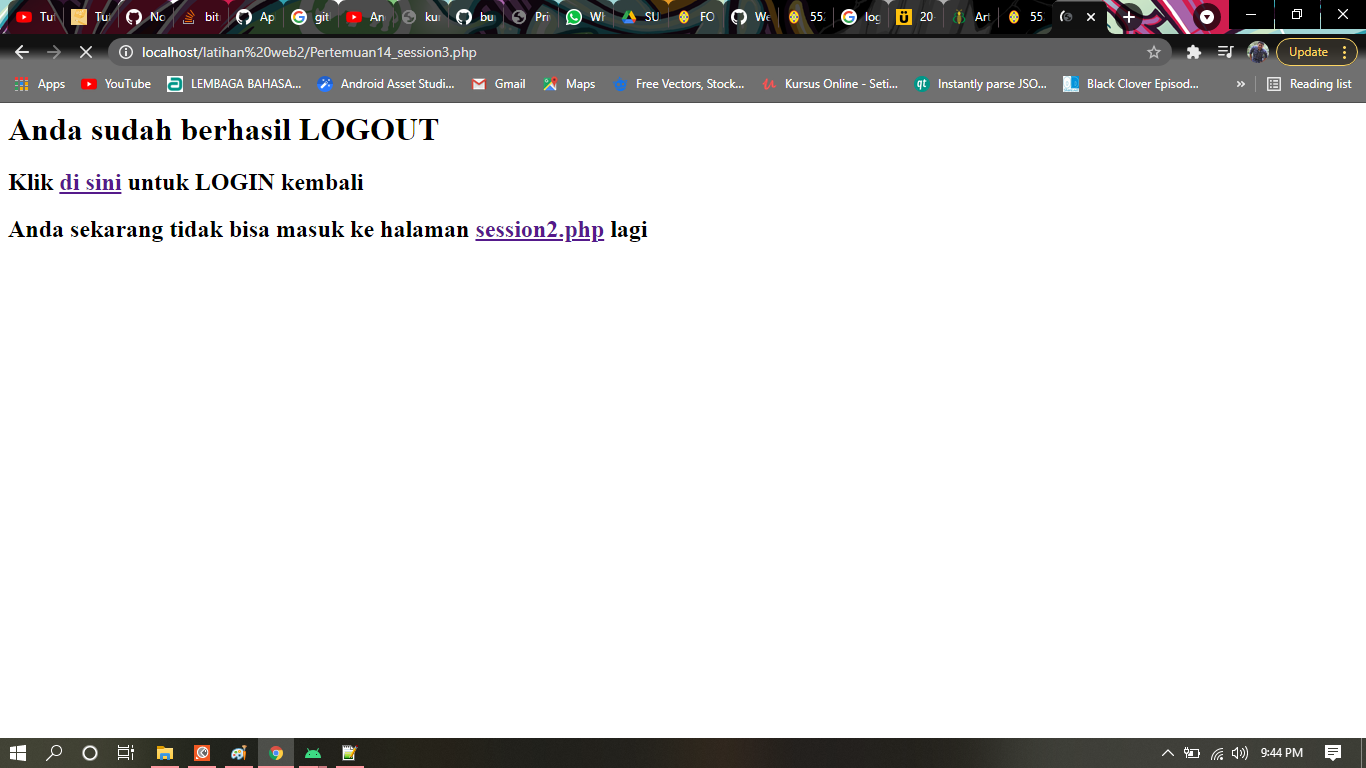 Tu Tu No bit Ap git An ku bu Pri Wh SU FO We 55. log 20 Art 55.
localhost/latihan%20web2/Pertemuan14_session3.php Update
Apps YouTube LEMBAGA BAHASA... Android Asset Studi... Gmail Maps Free Vectors, Stock... Kursus Online - Seti... Instantly parse JSO... Black Clover Episod... » Reading list
Anda sudah berhasil LOGOUT
Klik di sini untuk LOGIN kembali
Anda sekarang tidak bisa masuk ke halaman session2.php lagi
9:44 PM